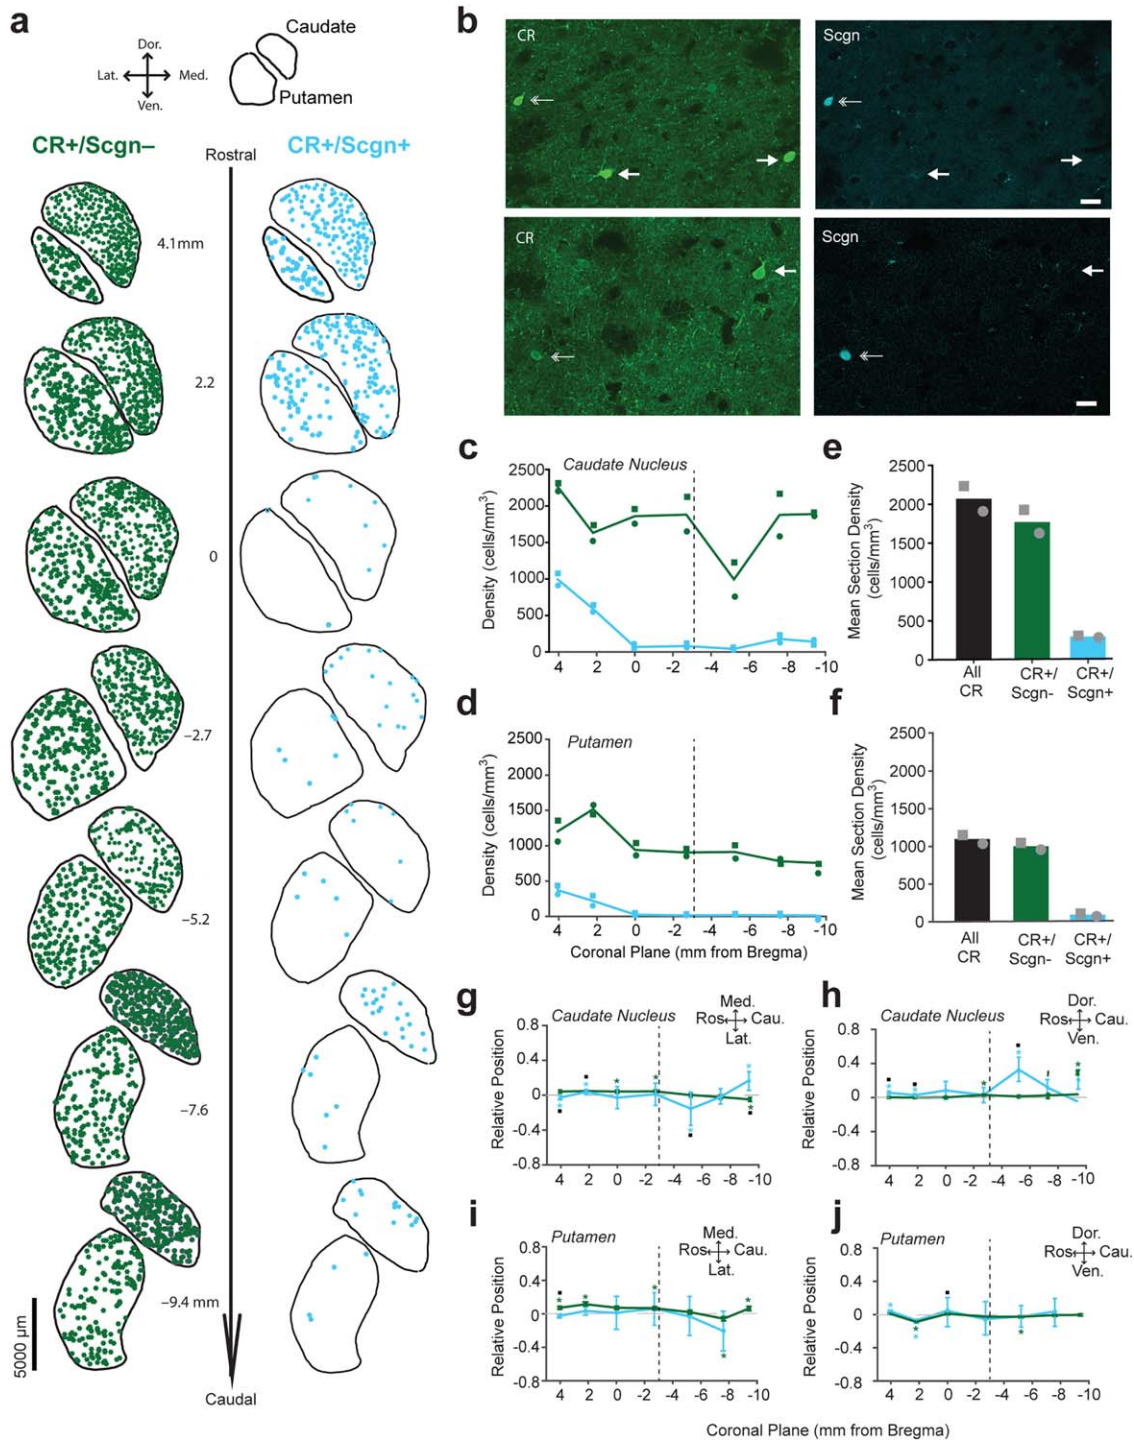 a
Dor.
Lat.
Med.
Ven.
Caudate
Putamen
CR+/Scgn–
Rostral
CR+/Scgn+
4.1mm
2.2
0
–2.7
–5.2
–7.6
–9.4 mm
5000 µm
Caudal
b
CR
Scgn
CR
Scgn
c
Caudate Nucleus
Density (cells/mm3)
2500
2000
1500
1000
500
0
4 2 0 -2 -4 -6 -8 -10
d
Putamen
Density (cells/mm3)
2500
2000
1500
1000
500
0
4 2 0 -2 -4 -6 -8 -10
Coronal Plane (mm from Bregma)
e
Mean Section Density
(cells/mm3)
2500
2000
1500
1000
500
0
All CR+/ CR+/
CR Scgn- Scgn+
f
Mean Section Density
(cells/mm3)
2500
2000
1500
1000
500
0
All CR+/ CR+/
CR Scgn- Scgn+
g
Caudate Nucleus
Med.
Ros Cau.
Lat.
Relative Position
0.8
0.4
0
-0.4
-0.8
4 2 0 -2 -4 -6 -8 -10
h
Caudate Nucleus
Dor.
Ros Cau.
Ven.
Relative Position
0.8
0.4
0
-0.4
-0.8
4 2 0 -2 -4 -6 -8 -10
i
Putamen
Med.
Ros Cau.
Lat.
Relative Position
0.8
0.4
0
-0.4
-0.8
4 2 0 -2 -4 -6 -8 -10
j
Putamen
Dor.
Ros Cau.
Ven.
Relative Position
0.8
0.4
0
-0.4
-0.8
4 2 0 -2 -4 -6 -8 -10
Coronal Plane (mm from Bregma)